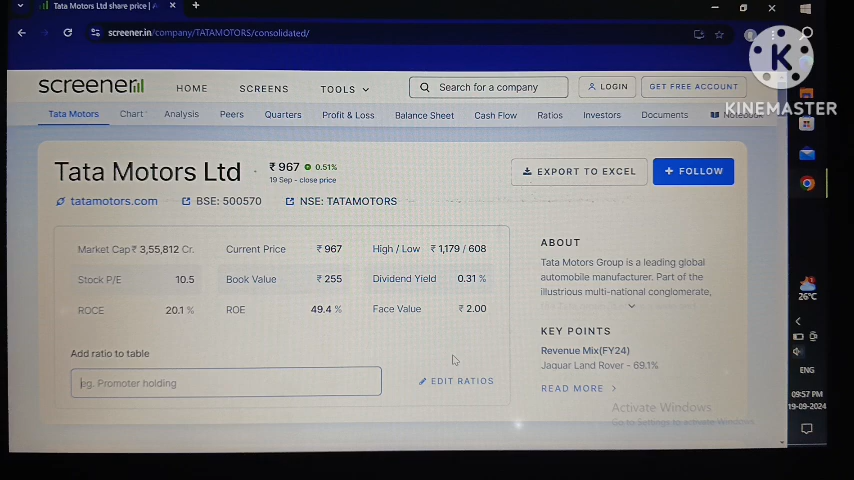 Tata Motors Ltd share price |
screener.in/company/TATAMOTORS/consolidated/
screener
HOME
SCREENS
TOOLS
Search for a company
LOGIN
GET FREE ACCOUNT
KINEMASTER
Tata Motors
Chart
Analysis
Peers
Quarters
Profit & Loss
Balance Sheet
Cash Flow
Ratios
Investors
Documents
Notebook
Tata Motors Ltd
₹ 967
0.51%
19 Sep - close price
EXPORT TO EXCEL
+ FOLLOW
tatamotors.com
BSE: 500570
NSE: TATAMOTORS
Market Cap ₹ 3,55,812 Cr.
Current Price ₹ 967
High / Low ₹ 1,179 / 608
Stock P/E 10.5
Book Value ₹ 255
Dividend Yield 0.31 %
ROCE 20.1 %
ROE 49.4 %
Face Value ₹ 2.00
Add ratio to table
eg. Promoter holding
EDIT RATIOS
ABOUT
Tata Motors Group is a leading global
automobile manufacturer. Part of the
illustrious multi-national conglomerate,
KEY POINTS
Revenue Mix(FY24)
Jaguar Land Rover - 69.1%
READ MORE
Activate Windows
Go to Settings to activate Windows.
26°C
ENG
09:57 PM
19-09-2024